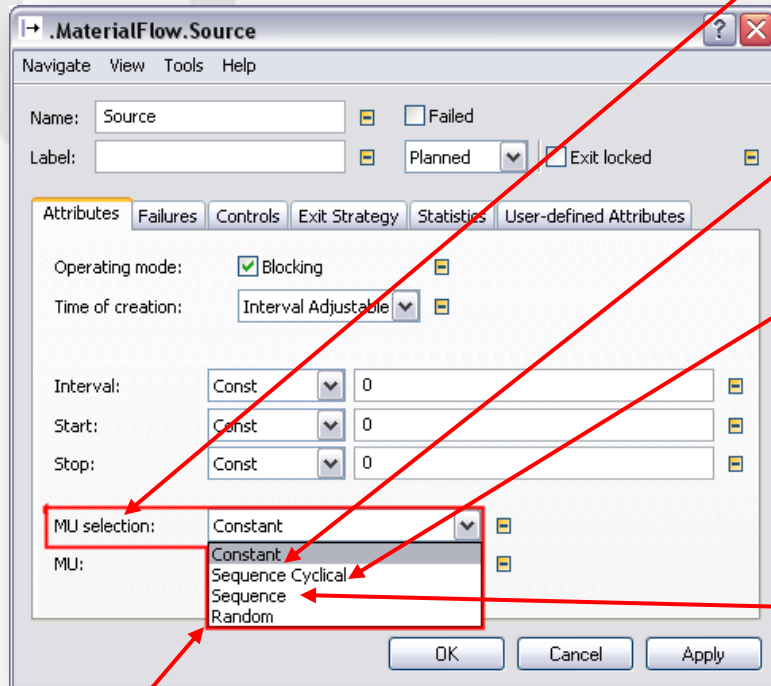 .MaterialFlow.Source
?
Navigate View Tools Help
Name: Source Failed
Label: Planned Exit locked
Attributes Failures Controls Exit Strategy Statistics User-defined Attributes
Operating mode: Blocking
Time of creation: Interval Adjustable
Interval: Const 0
Start: Const 0
Stop: Const 0
MU selection: Constant
Constant
MU:
Sequence Cyclical
Sequence
Random
OK Cancel Apply